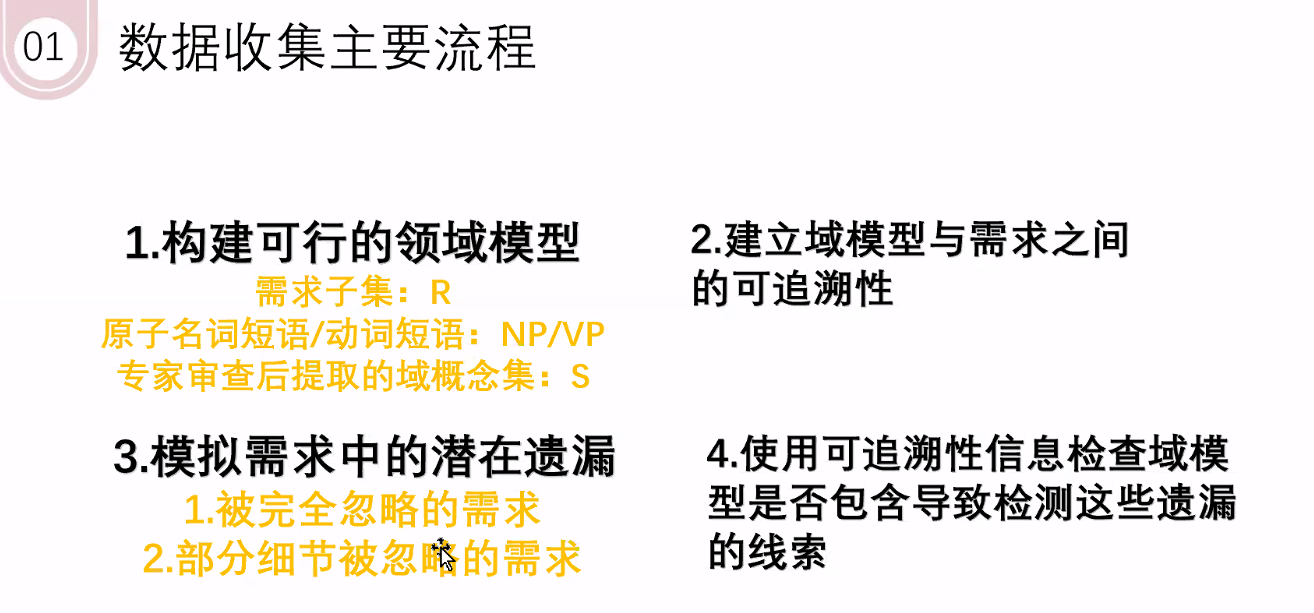 01
数据收集主要流程
1.构建可行的领域模型
需求子集：R
原子名词短语/动词短语：NP/VP
专家审查后提取的域概念集：S
2.建立域模型与需求之间
的可追溯性
3.模拟需求中的潜在遗漏
1.被完全忽略的需求
2.部分细节被忽略的需求
4.使用可追溯性信息检查域模
型是否包含导致检测这些遗漏
的线索